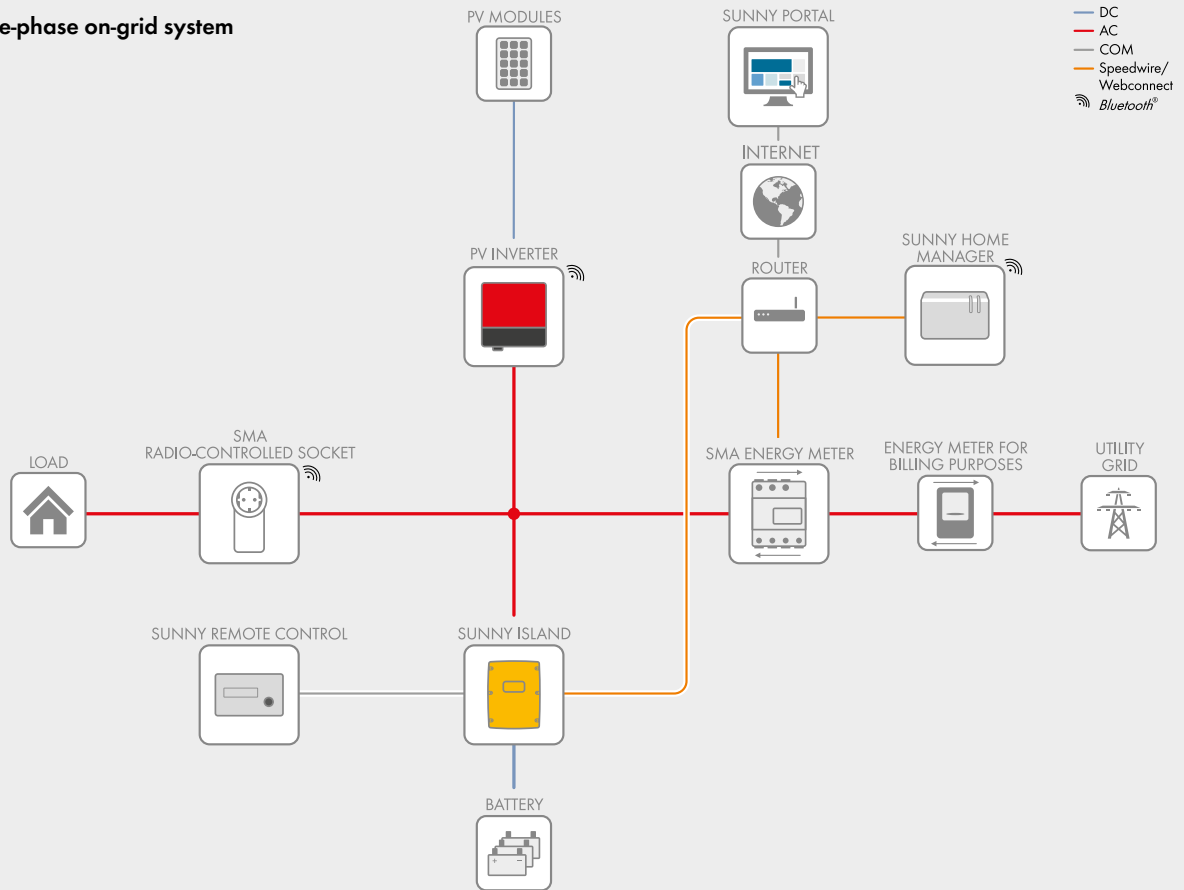 e-phase on-grid system
PV MODULES
SUNNY PORTAL
DC
AC
COM
Speedwire/
Webconnect
Bluetooth®
INTERNET
PV INVERTER
ROUTER
SUNNY HOME
MANAGER
LOAD
SMA
RADIO-CONTROLLED SOCKET
SMA ENERGY METER
ENERGY METER FOR
BILLING PURPOSES
UTILITY
GRID
SUNNY REMOTE CONTROL
SUNNY ISLAND
BATTERY
+ −